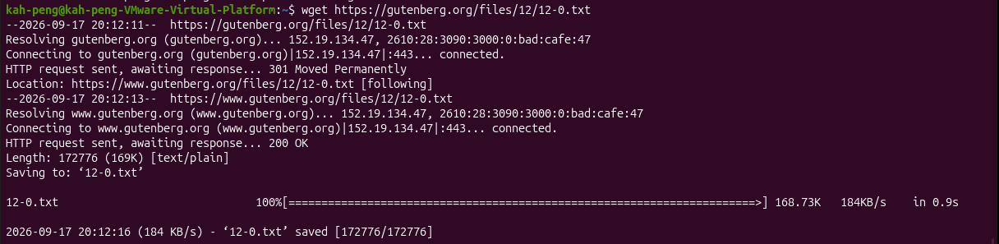 kah-peng@kah-peng-VMware-Virtual-Platform:~$ wget https://gutenberg.org/files/12/12-0.txt
--2026-09-17 20:12:11--  https://gutenberg.org/files/12/12-0.txt
Resolving gutenberg.org (gutenberg.org)... 152.19.134.47, 2610:28:3090:3000:0:bad:cafe:47
Connecting to gutenberg.org (gutenberg.org)|152.19.134.47|:443... connected.
HTTP request sent, awaiting response... 301 Moved Permanently
Location: https://www.gutenberg.org/files/12/12-0.txt [following]
--2026-09-17 20:12:13--  https://www.gutenberg.org/files/12/12-0.txt
Resolving www.gutenberg.org (www.gutenberg.org)... 152.19.134.47, 2610:28:3090:3000:0:bad:cafe:47
Connecting to www.gutenberg.org (www.gutenberg.org)|152.19.134.47|:443... connected.
HTTP request sent, awaiting response... 200 OK
Length: 172776 (169K) [text/plain]
Saving to: ‘12-0.txt’
12-0.txt                              100%[=======================================================================>] 168.73K   184KB/s    in 0.9s
2026-09-17 20:12:16 (184 KB/s) - ‘12-0.txt’ saved [172776/172776]